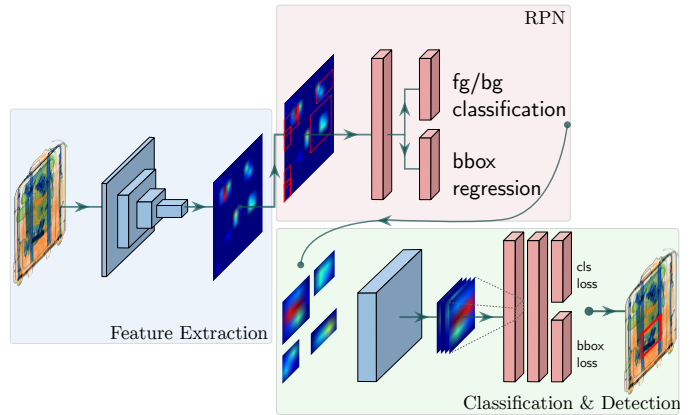 RPN
fg/bg
classification
bbox
regression
Feature Extraction
cls
loss
bbox
loss
Classification & Detection